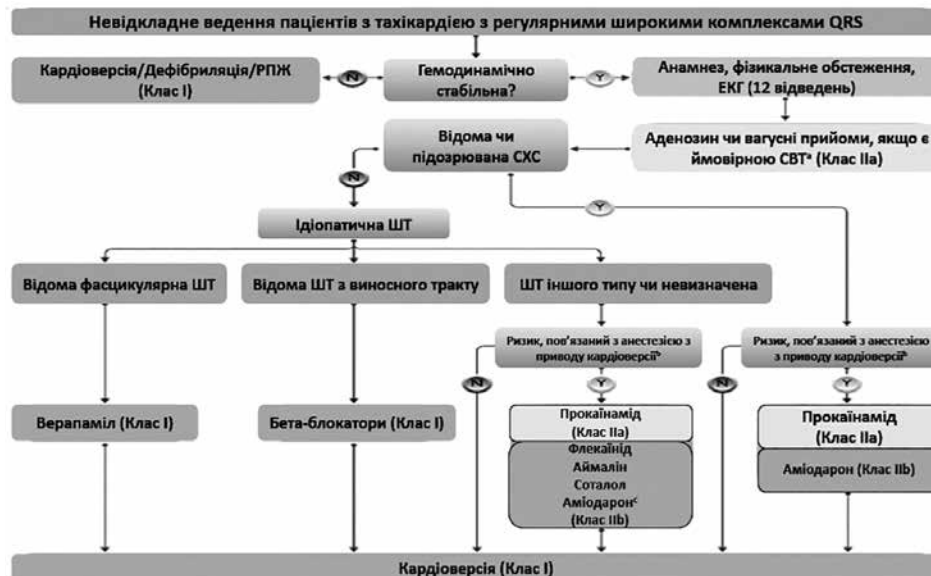 Невідкладне ведення пацієнтів з тахікардією з регулярними широкими комплексами QRS
Кардіоверсія/Дефібриляція/РПЖ
(Клас I)
N
Гемодинамічно
стабільна?
Y
Анамнез, фізикальне обстеження,
ЕКГ (12 відведень)
Відома чи
підозрювана СХС
Аденозин чи вагусні прийоми, якщо є
ймовірною СВТᵃ (Клас IIa)
N
Y
Ідіопатична ШТ
Відома фасцикулярна ШТ
Відома ШТ з виносного тракту
ШТ іншого типу чи невизначена
Ризик, пов'язаний з анестезією з
приводу кардіоверсіїᵇ
Ризик, пов'язаний з анестезією
з приводу кардіоверсіїᵇ
N
Y
N
Y
Верапаміл (Клас I)
Бета-блокатори (Клас I)
Прокаїнамід
(Клас IIa)
Флекаїнід
Аймалін
Соталол
Аміодаронᶜ
(Клас IIb)
Прокаїнамід
(Клас IIa)
Аміодарон (Клас IIb)
Кардіоверсія (Клас I)